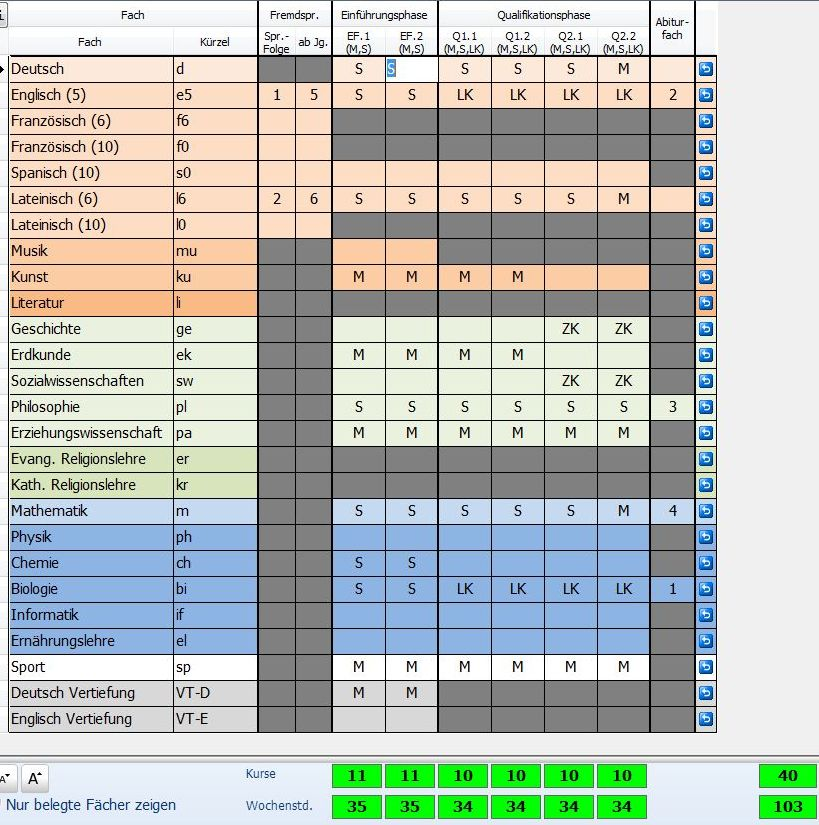 Fach Fremdspr. Einführungsphase Qualifikationsphase Abitur-fach
Fach Kürzel Spr.-Folge ab Jg. EF.1 (M,S) EF.2 (M,S) Q1.1 (M,S,LK) Q1.2 (M,S,LK) Q2.1 (M,S,LK) Q2.2 (M,S,LK)
Deutsch d S S S S S M
Englisch (5) e5 1 5 S S LK LK LK LK 2
Französisch (6) f6
Französisch (10) f0
Spanisch (10) s0
Lateinisch (6) l6 2 6 S S S S S M
Lateinisch (10) l0
Musik mu
Kunst ku M M M M
Literatur li
Geschichte ge ZK ZK
Erdkunde ek M M M M
Sozialwissenschaften sw ZK ZK
Philosophie pl S S S S S S 3
Erziehungswissenschaft pa M M M M M M
Evang. Religionslehre er
Kath. Religionslehre kr
Mathematik m S S S S S M 4
Physik ph
Chemie ch S S
Biologie bi S S LK LK LK LK 1
Informatik if
Ernährungslehre el
Sport sp M M M M M M
Deutsch Vertiefung VT-D M M
Englisch Vertiefung VT-E
A A Kurse 11 11 10 10 10 10 40
Nur belegte Fächer zeigen Wochenstd. 35 35 34 34 34 34 103